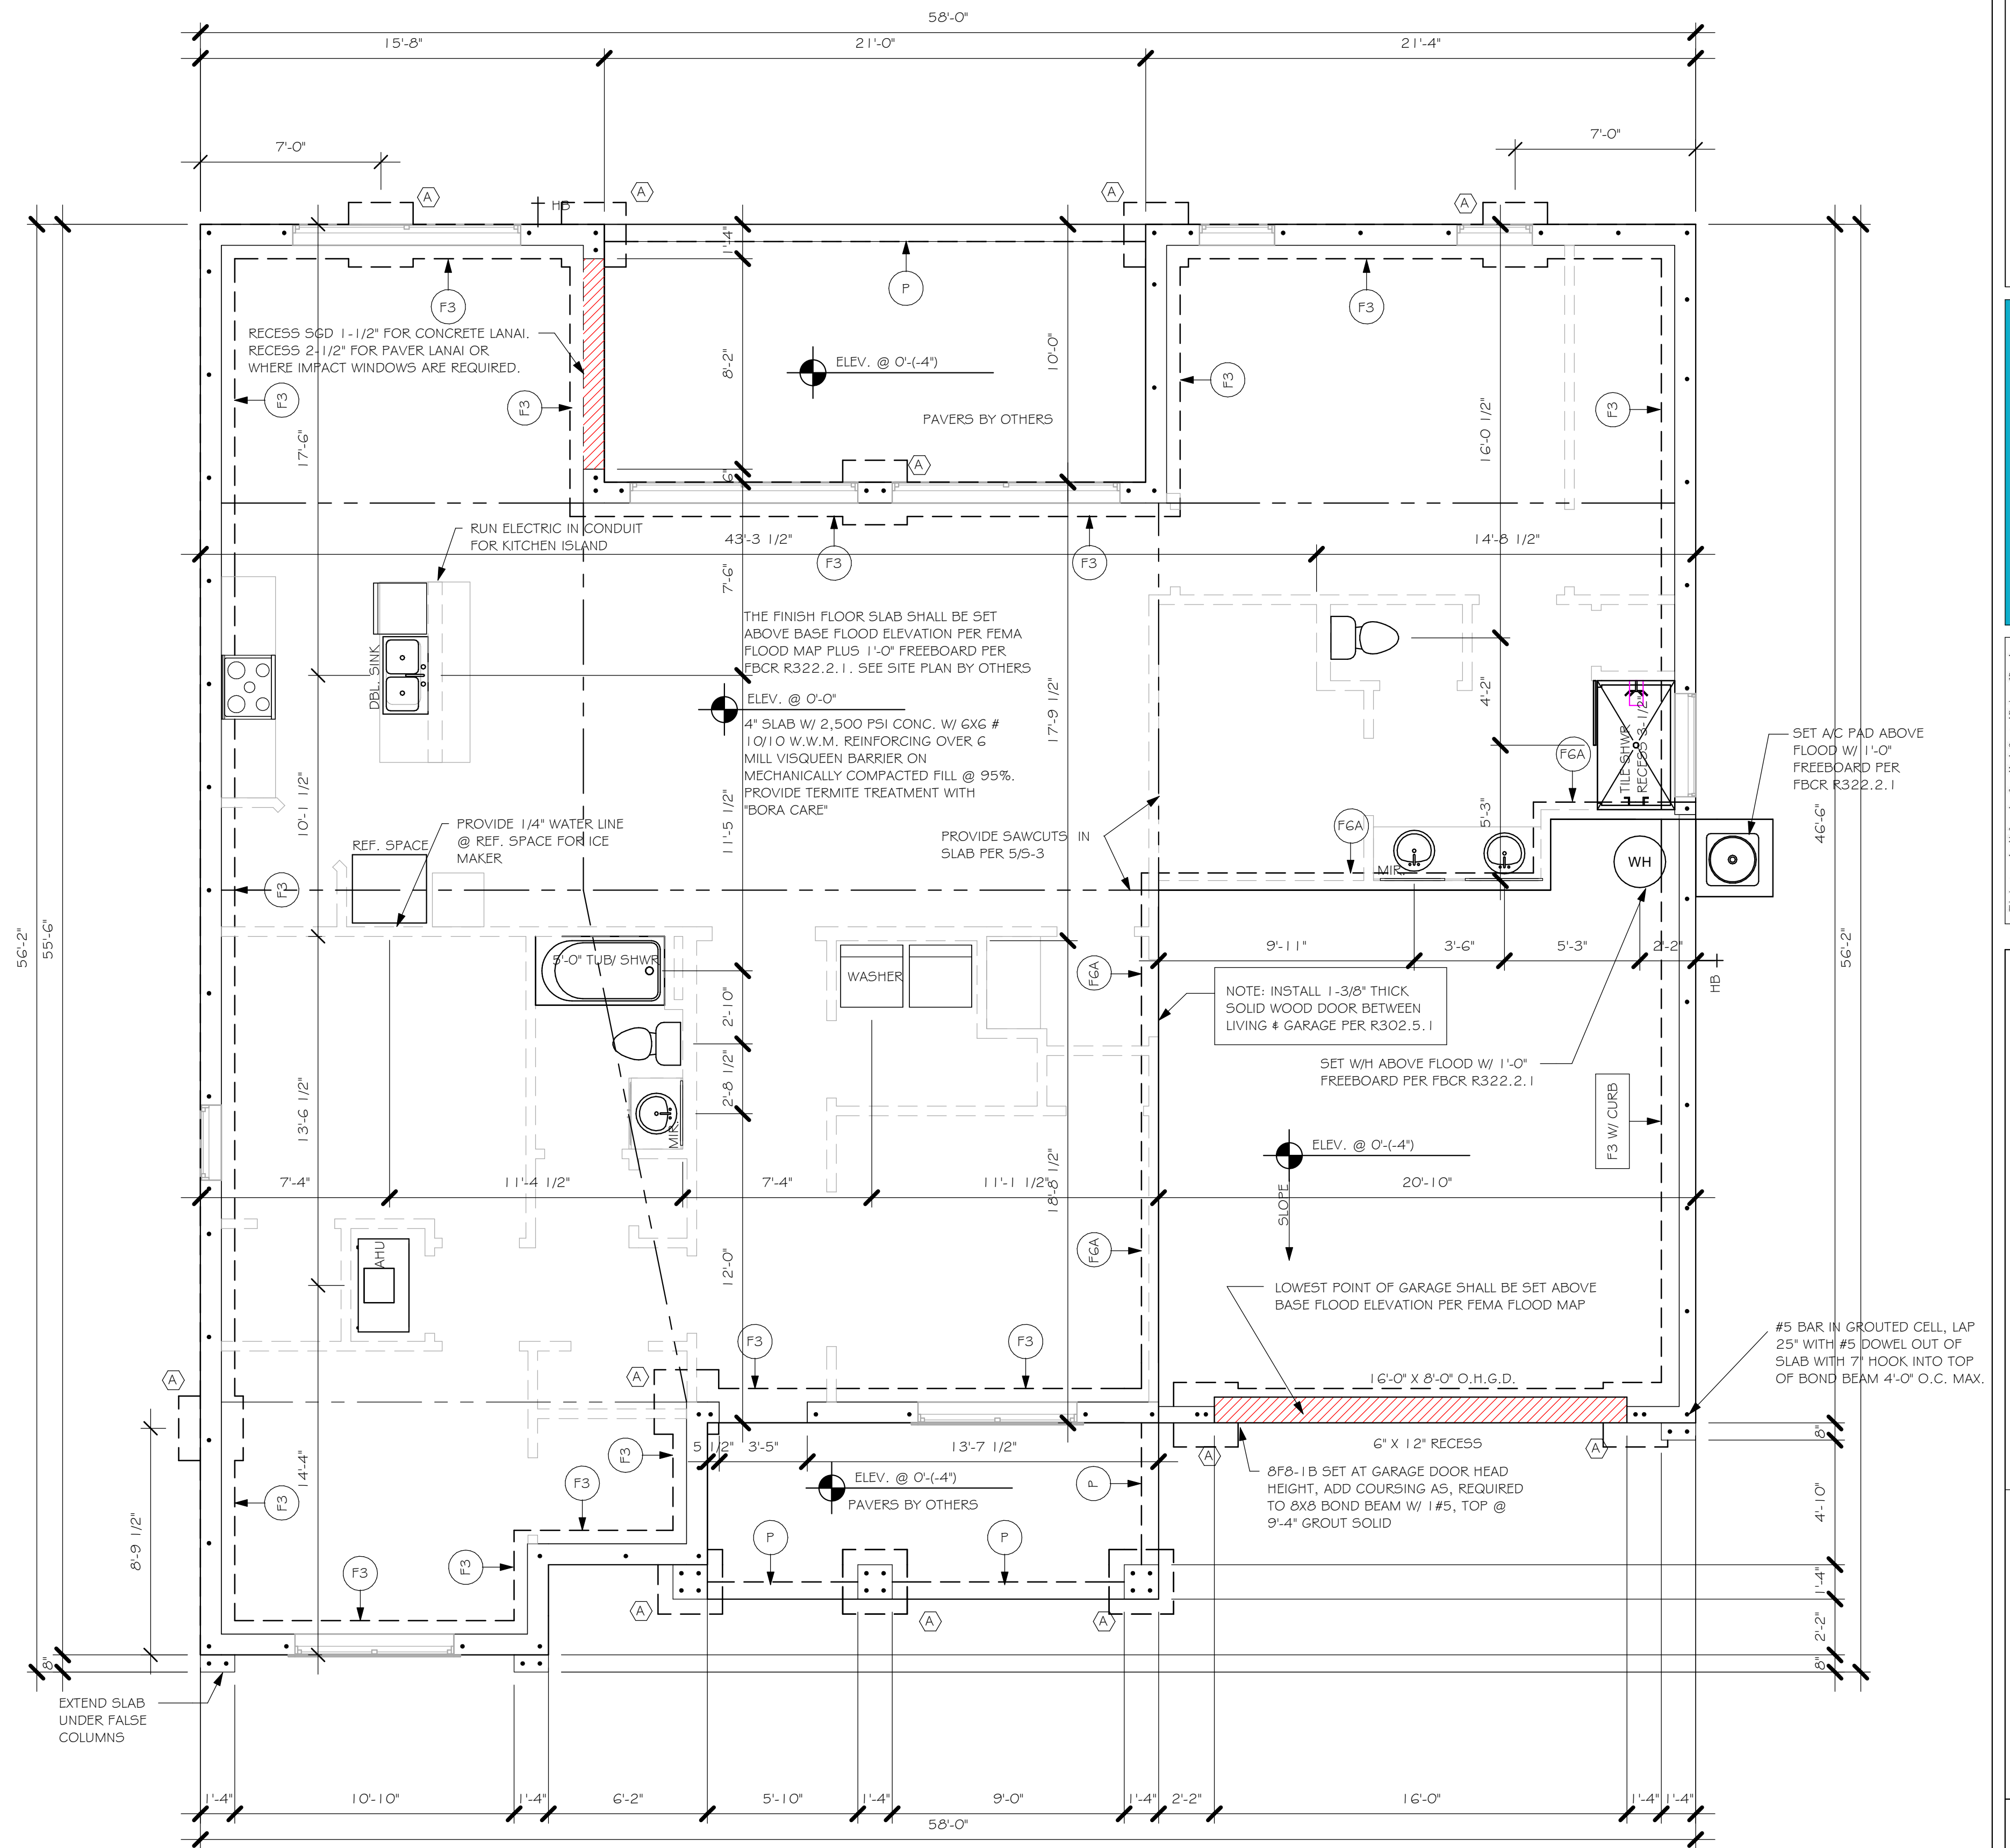 58'-0"
15'-8"
21'-0"
21'-4"
7'-0"
7'-0"
A
HB
A
A
A
1'-4"
F3
P
F3
RECESS SGD 1-1/2" FOR CONCRETE LANAI.
RECESS 2-1/2" FOR PAVER LANAI OR
WHERE IMPACT WINDOWS ARE REQUIRED.
8'-2"
ELEV. @ 0'-(-4")
10'-0"
F3
F3
F3
F3
17'-6"
PAVERS BY OTHERS
16'-0 1/2"
6"
A
RUN ELECTRIC IN CONDUIT
FOR KITCHEN ISLAND
43'-3 1/2"
14'-8 1/2"
F3
F3
7'-6"
THE FINISH FLOOR SLAB SHALL BE SET
ABOVE BASE FLOOD ELEVATION PER FEMA
FLOOD MAP PLUS 1'-0" FREEBOARD PER
FBCR R322.2.1. SEE SITE PLAN BY OTHERS
DBL. SINK
ELEV. @ 0'-0"
4" SLAB W/ 2,500 PSI CONC. W/ 6X6 #
10/10 W.W.M. REINFORCING OVER 6
MILL VISQUEEN BARRIER ON
MECHANICALLY COMPACTED FILL @ 95%.
PROVIDE TERMITE TREATMENT WITH
"BORA CARE"
17'-9 1/2"
4'-2"
TILE SHWR
RECESS 3-1/2"
F6A
SET A/C PAD ABOVE
FLOOD W/ 1'-0"
FREEBOARD PER
FBCR R322.2.1
10'-1 1/2"
11'-5 1/2"
PROVIDE 1/4" WATER LINE
@ REF. SPACE FOR ICE
MAKER
REF. SPACE
PROVIDE SAWCUTS IN
SLAB PER 5/S-3
F6A
5'-3"
46'-6"
MIR.
WH
F3
56'-2"
55'-6"
56'-2"
9'-11"
3'-6"
5'-3"
2'-2"
HB
5'-0" TUB/ SHWR
WASHER
F6A
NOTE: INSTALL 1-3/8" THICK
SOLID WOOD DOOR BETWEEN
LIVING & GARAGE PER R302.5.1
2'-10"
2'-8 1/2"
MIR.
SET W/H ABOVE FLOOD W/ 1'-0"
FREEBOARD PER FBCR R322.2.1
F3 W/ CURB
13'-6 1/2"
ELEV. @ 0'-(-4")
SLOPE
7'-4"
11'-4 1/2"
7'-4"
11'-1 1/2"
18'-8 1/2"
20'-10"
AHU
12'-0"
F6A
LOWEST POINT OF GARAGE SHALL BE SET ABOVE
BASE FLOOD ELEVATION PER FEMA FLOOD MAP
F3
F3
#5 BAR IN GROUTED CELL, LAP
25" WITH #5 DOWEL OUT OF
SLAB WITH 7" HOOK INTO TOP
OF BOND BEAM 4'-0" O.C. MAX.
A
A
16'-0" X 8'-0" O.H.G.D.
5 1/2"
3'-5"
13'-7 1/2"
6" X 12" RECESS
A
A
8"
F3
F3
F3
14'-4"
ELEV. @ 0'-(-4")
PAVERS BY OTHERS
P
8F8-1B SET AT GARAGE DOOR HEAD
HEIGHT, ADD COURSING AS, REQUIRED
TO 8X8 BOND BEAM W/ 1#5, TOP @
9'-4" GROUT SOLID
4'-10"
8'-9 1/2"
P
P
F3
F3
1'-4"
A
A
A
2'-2"
8"
8"
EXTEND SLAB
UNDER FALSE
COLUMNS
1'-4"
10'-10"
1'-4"
6'-2"
5'-10"
1'-4"
9'-0"
1'-4"
2'-2"
16'-0"
1'-4"
1'-4"
58'-0"